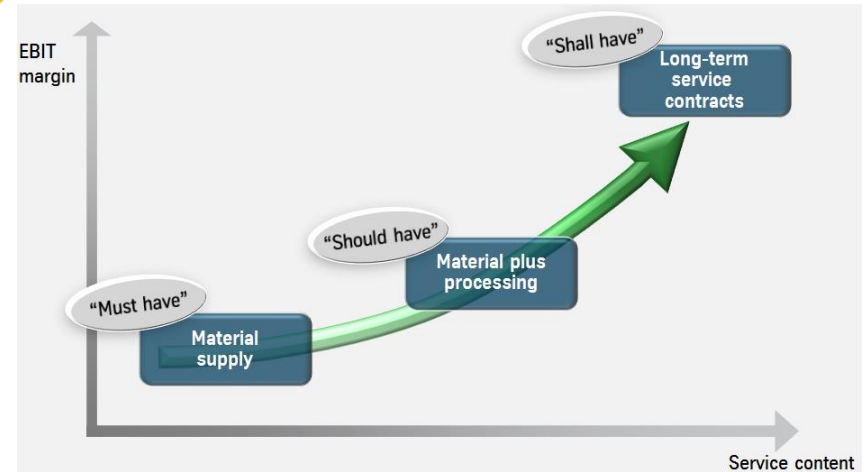 EBIT
margin
“Shall have”
Long-term
service
contracts
“Should have”
Material plus
processing
“Must have”
Material
supply
Service content